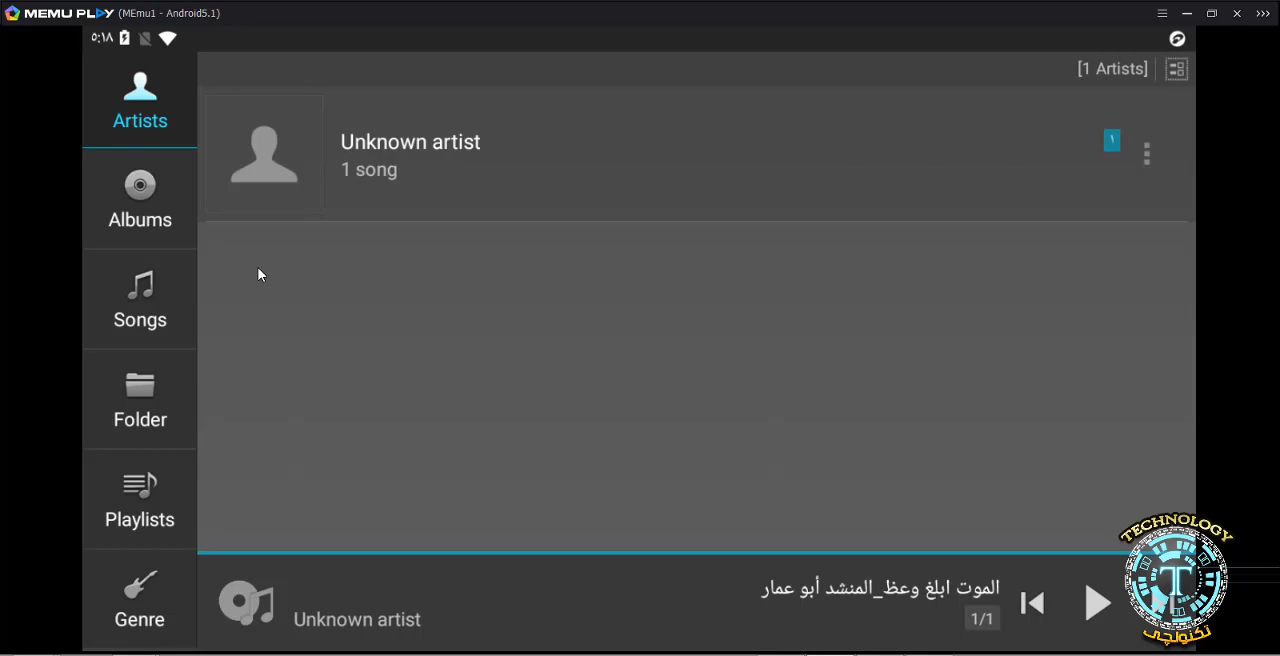 MEMU PLAY (MEmu1 - Android5.1)
٥:١٨
Artists
[1 Artists]
Unknown artist
1 song
١
Albums
Songs
Folder
Playlists
Genre
الموت ابلغ وعظ_المنشد أبو عمار
Unknown artist
1/1
TECHNOLOGY
T
تكنولجي